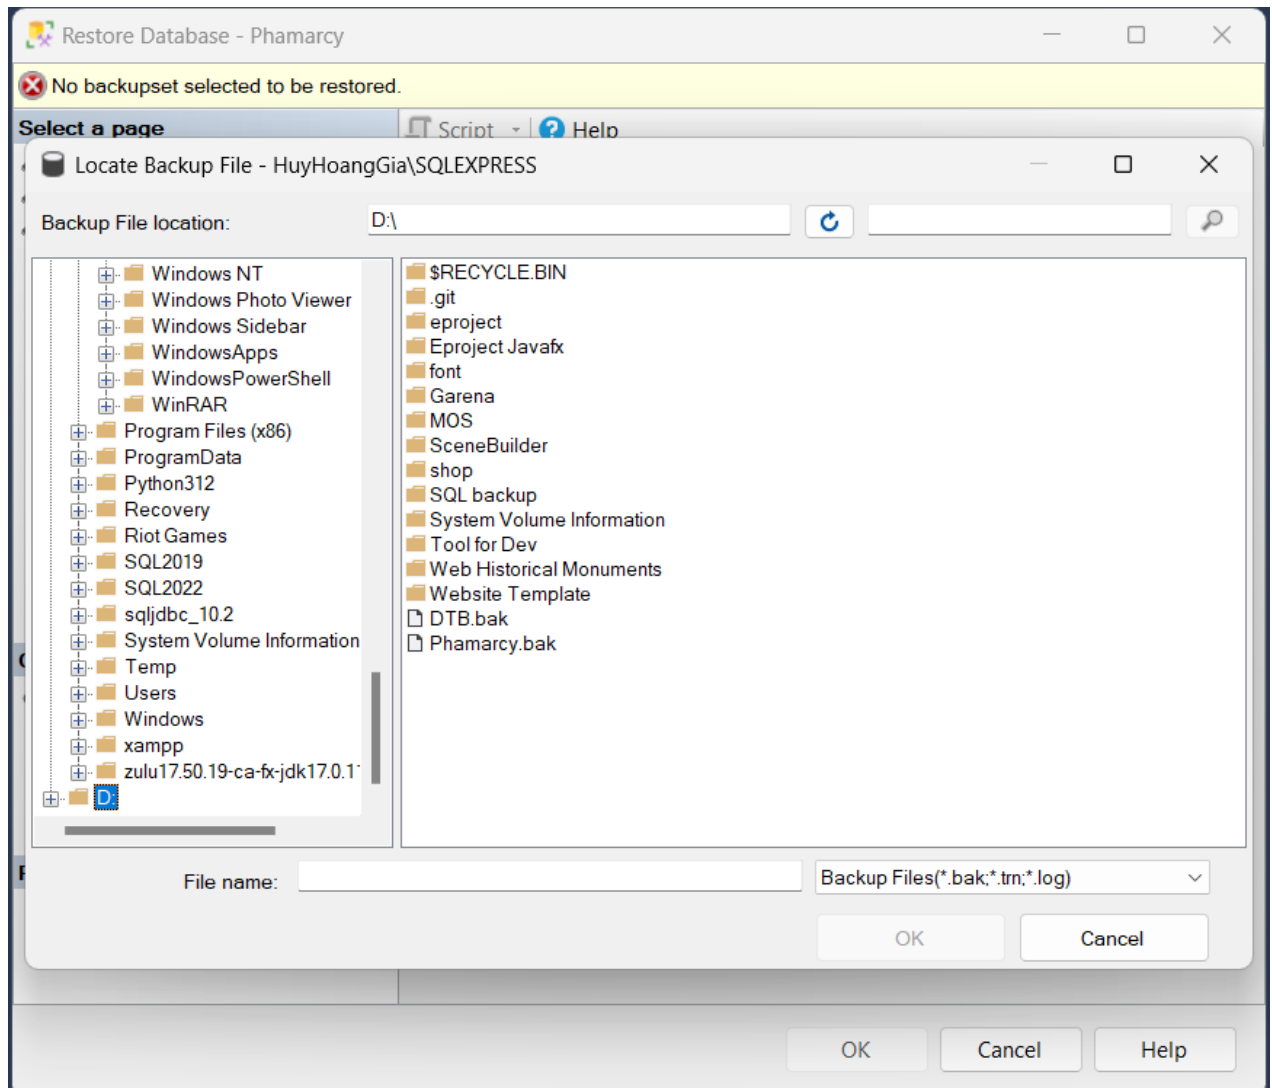 Restore Database - Phamarcy
No backupset selected to be restored.
Select a page
Script
Help
Locate Backup File - HuyHoangGia\SQLEXPRESS
Backup File location:
D:\
Windows NT
Windows Photo Viewer
Windows Sidebar
WindowsApps
WindowsPowerShell
WinRAR
Program Files (x86)
ProgramData
Python312
Recovery
Riot Games
SQL2019
SQL2022
sqljdbc_10.2
System Volume Information
Temp
Users
Windows
xampp
zulu17.50.19-ca-fx-jdk17.0.1
D:
$RECYCLE.BIN
.git
eproject
Eproject Javafx
font
Garena
MOS
SceneBuilder
shop
SQL backup
System Volume Information
Tool for Dev
Web Historical Monuments
Website Template
DTB.bak
Phamarcy.bak
File name:
Backup Files(*.bak;*.trn;*.log)
OK
Cancel
OK
Cancel
Help